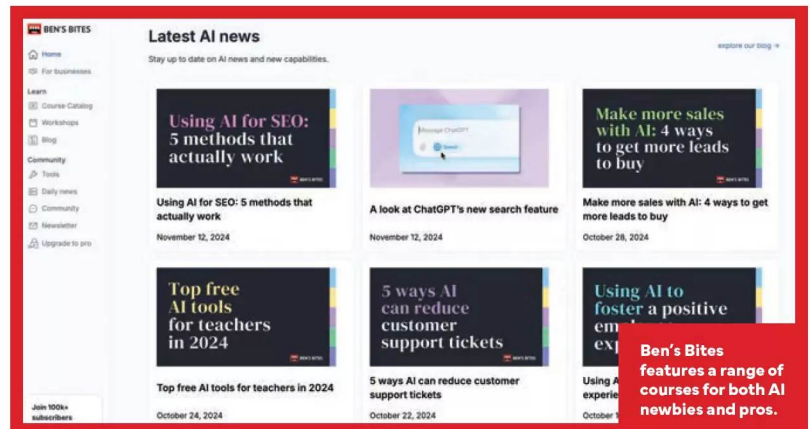 BEN'S BITES
Home
For businesses
Learn
Course Catalog
Workshops
Blog
Community
Tools
Daily news
Community
Newsletter
Upgrade to pro
Join 100k+
subscribers
Latest AI news
explore our blog →
Stay up to date on AI news and new capabilities.
Using AI for SEO:
5 methods that
actually work
BEN'S BITES
Using AI for SEO: 5 methods that
actually work
November 12, 2024
Message ChatGPT
Search
A look at ChatGPT's new search feature
November 12, 2024
Make more sales
with AI: 4 ways
to get more leads
to buy
BEN'S BITES
Make more sales with AI: 4 ways to get
more leads to buy
October 28, 2024
Top free
AI tools
for teachers
in 2024
BEN'S BITES
Top free AI tools for teachers in 2024
October 24, 2024
5 ways AI
can reduce
customer
support tickets
BEN'S BITES
5 ways AI can reduce customer
support tickets
October 22, 2024
Using AI to
foster a positive
Using
October
Ben's Bites
features a range of
courses for both AI
newbies and pros.